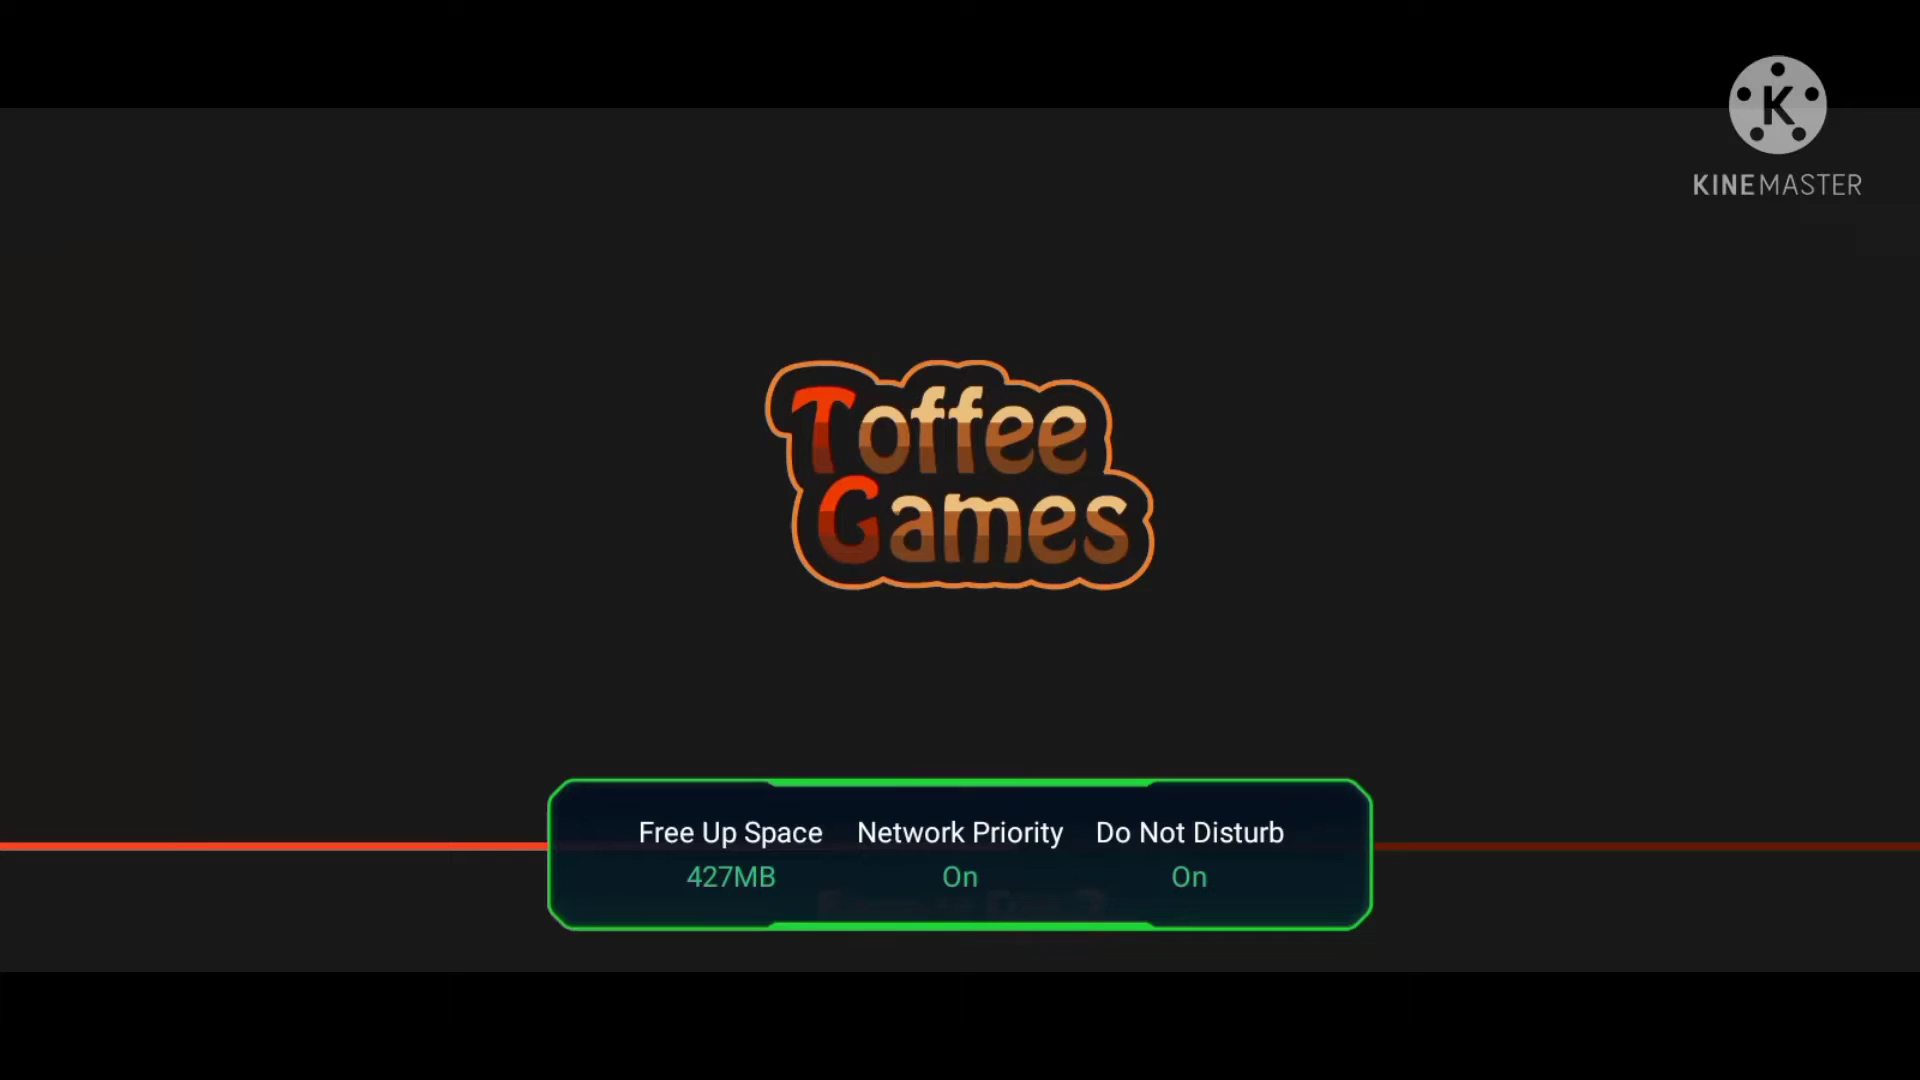 K
KINEMASTER
Toffee
Games
Free Up Space Network Priority Do Not Disturb
427MB On On